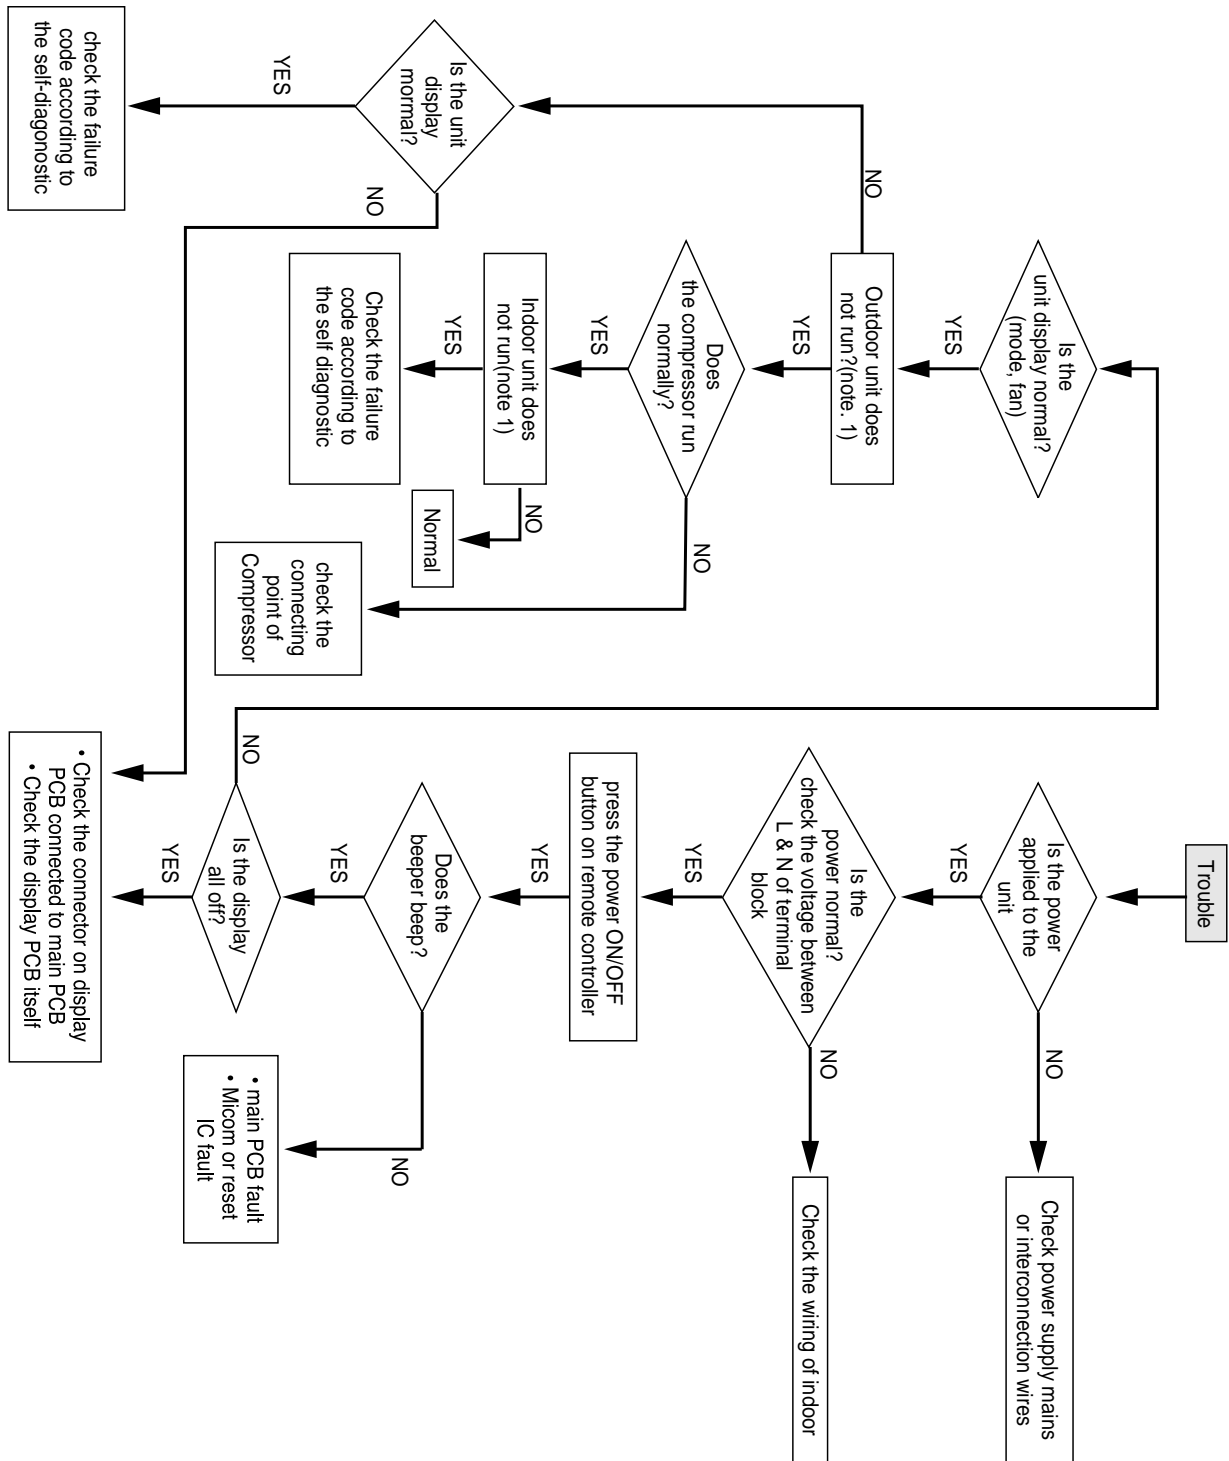 Trouble
Is the power
applied to the
unit
NO
Check power supply mains
or interconnection wires
YES
Is the
power normal?
check the voltage between
L & N of terminal
block
NO
Check the wiring of indoor
YES
press the power ON/OFF
button on remote controller
YES
Does the
beeper beep?
NO
• main PCB fault
• Micom or reset
IC fault
YES
Is the display
all off?
NO
YES
• Check the connector on display
PCB connected to main PCB
• Check the display PCB itself
Is the
unit display normal?
(mode, fan)
YES
Outdoor unit does
not run?(note. 1)
NO
YES
Does
the compressor run
normally?
NO
check the
connecting
point of
Compressor
YES
Indoor unit does
not run(note 1)
NO
Normal
YES
Check the failure
code according to
the self diagnostic
Is the unit
display
mormal?
NO
YES
check the failure
code according to
the self-diagonostic